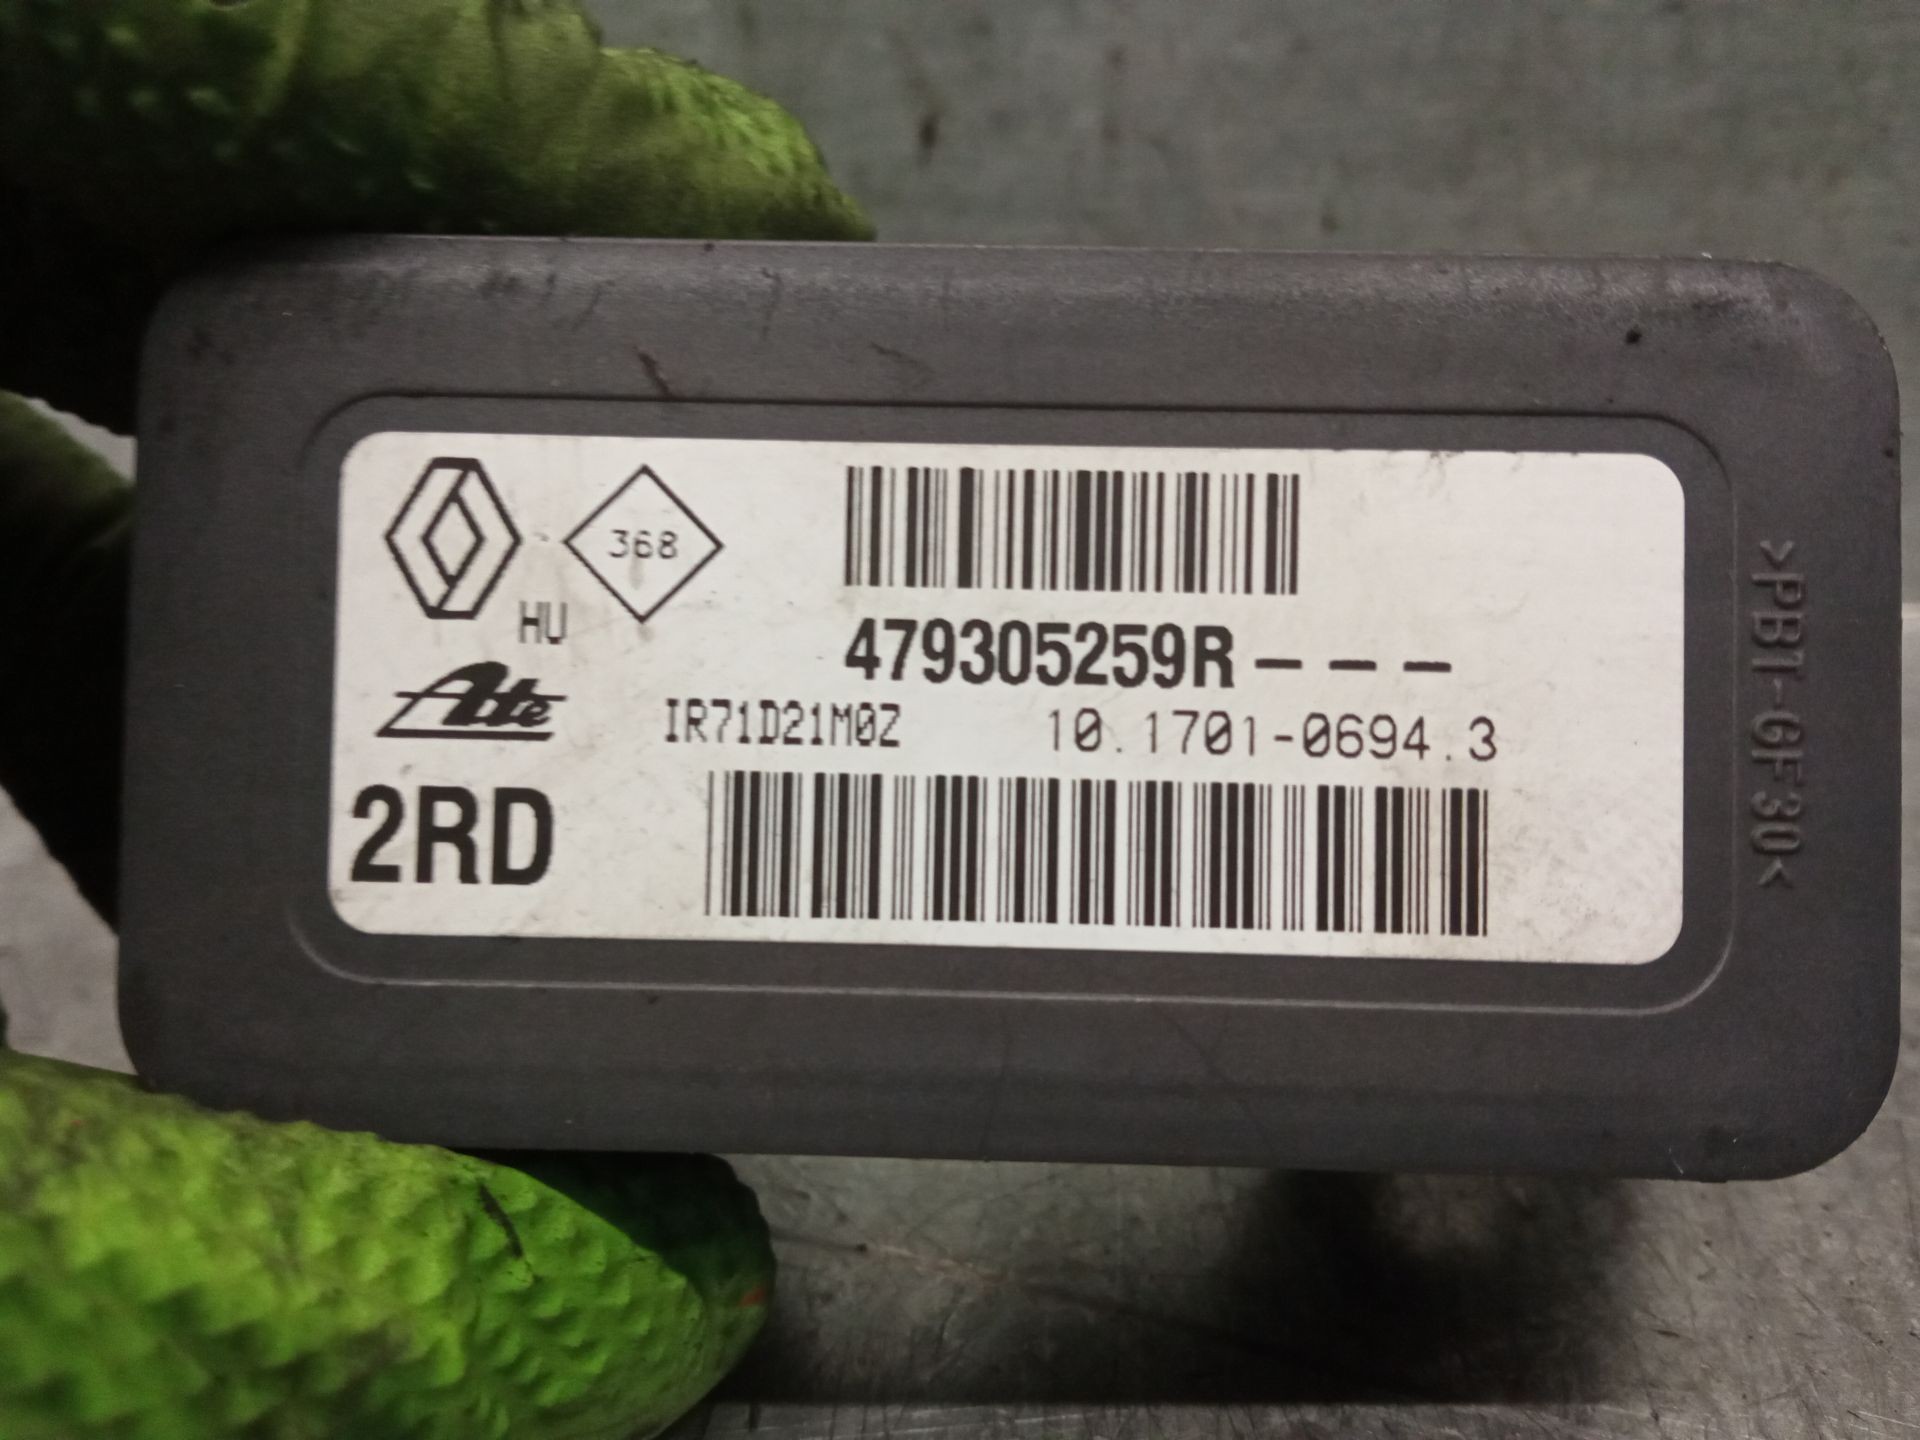 368
HU
479305259R---
Ate
IR71D21M0Z 10.1701-0694.3
2RD
>PBT-GF30<